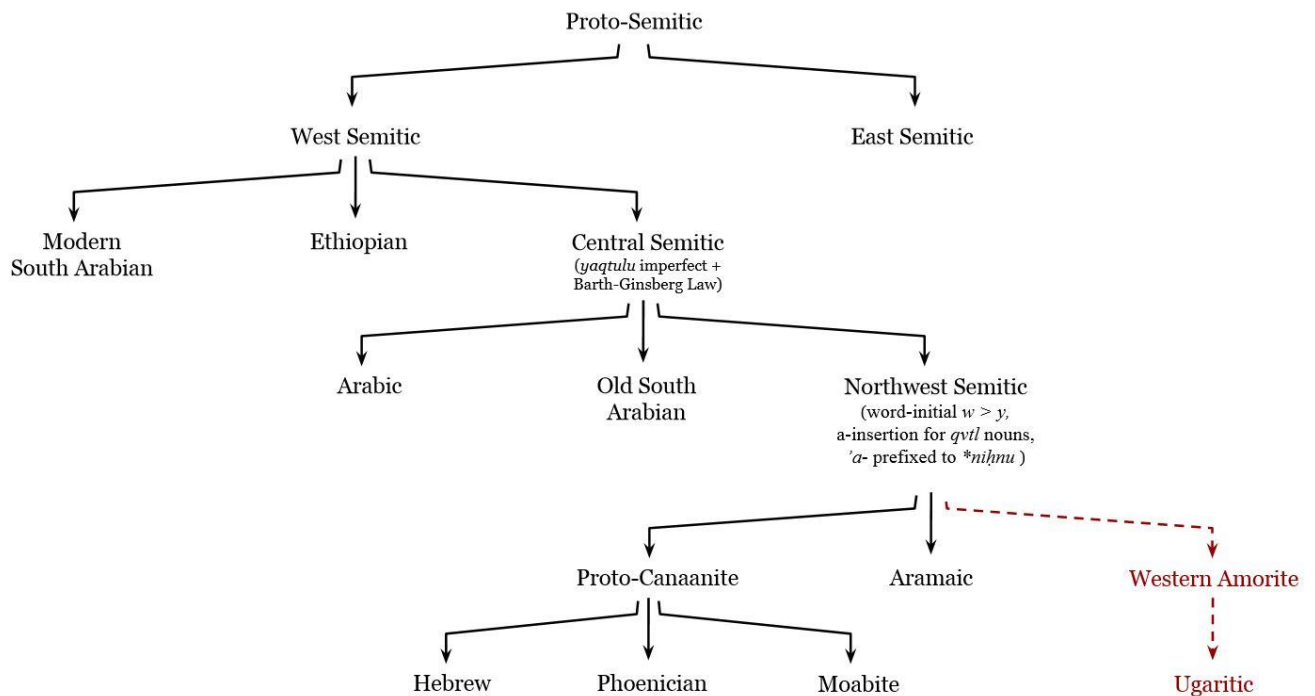 Proto-Semitic
West Semitic
East Semitic
Modern
South Arabian
Ethiopian
Central Semitic
(yaqtulu imperfect +
Barth-Ginsberg Law)
Arabic
Old South
Arabian
Northwest Semitic
(word-initial w > y,
a-insertion for qvtl nouns,
ʾa- prefixed to *niḥnu )
Proto-Canaanite
Aramaic
Western Amorite
Hebrew
Phoenician
Moabite
Ugaritic